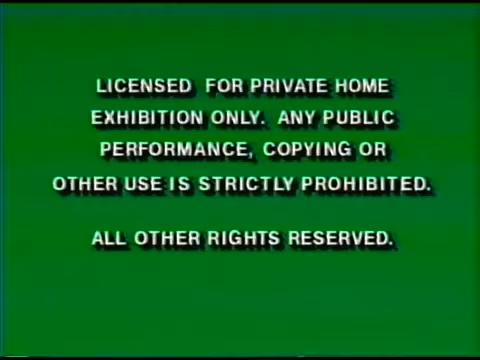 LICENSED FOR PRIVATE HOME
EXHIBITION ONLY. ANY PUBLIC
PERFORMANCE, COPYING OR
OTHER USE IS STRICTLY PROHIBITED.
ALL OTHER RIGHTS RESERVED.